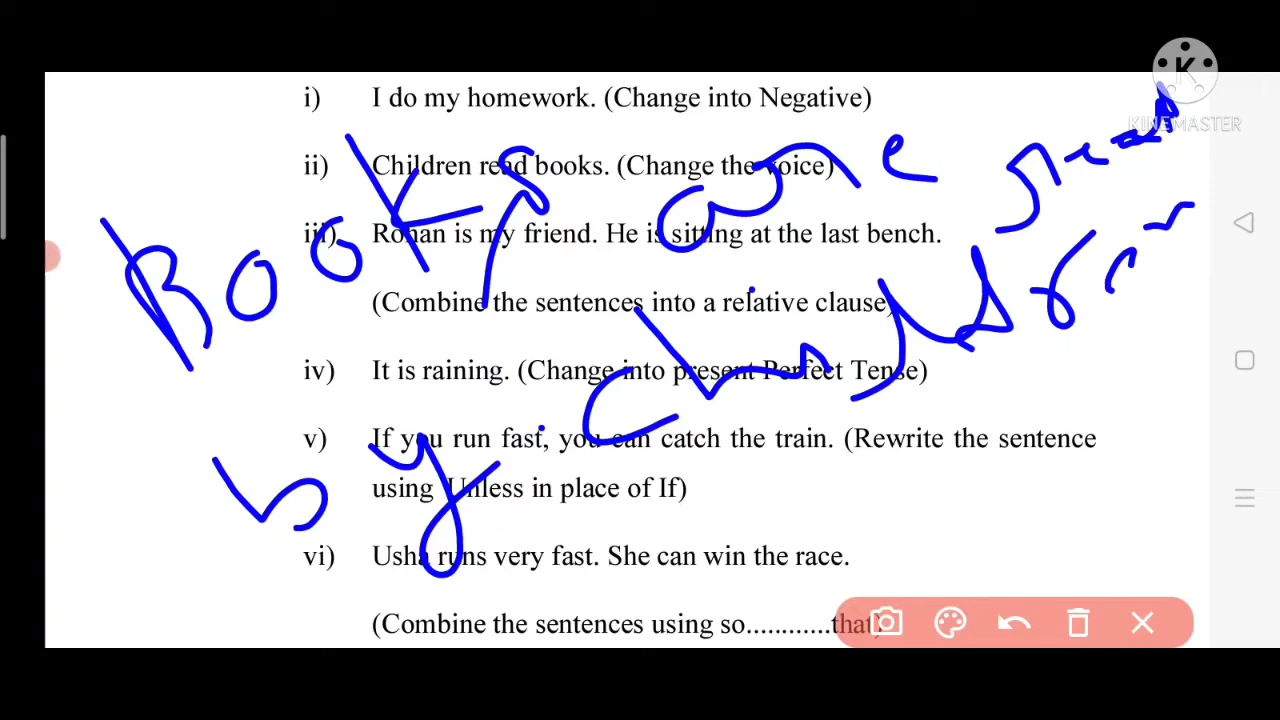 KINEMASTER
i) I do my homework. (Change into Negative)
ii) Children read books. (Change the voice)
iii) Rohan is my friend. He is sitting at the last bench.
(Combine the sentences into a relative clause)
iv) It is raining. (Change into present Perfect Tense)
v) If you run fast, you can catch the train. (Rewrite the sentence
using Unless in place of If)
vi) Usha runs very fast. She can win the race.
(Combine the sentences using so............that)
Books are read
by children